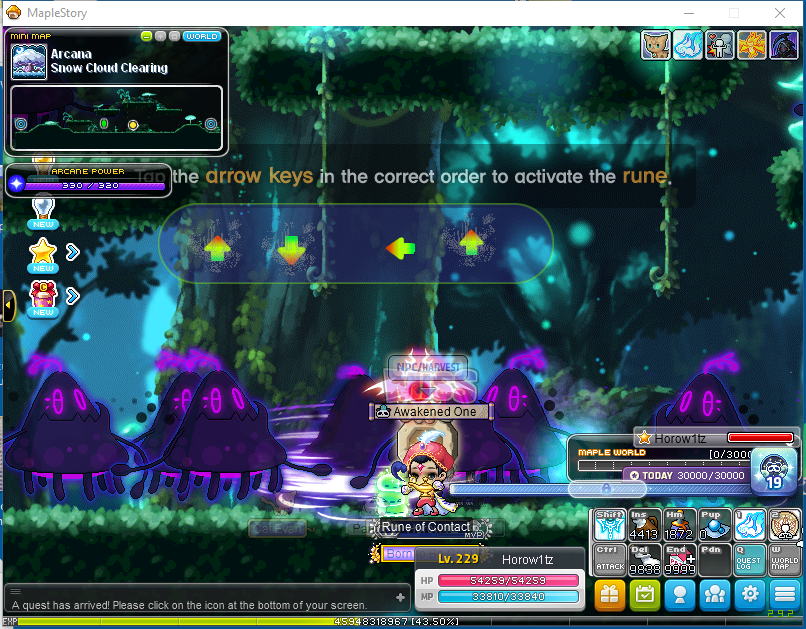 MapleStory
MINI MAP
WORLD
Arcana
Snow Cloud Clearing
ARCANE POWER
330 / 320
Tap the arrow keys in the correct order to activate the rune.
NEW
NEW
NEW
NPC/HARVEST
Awakened One
Horow1tz
MAPLE WORLD
[0/3000
TODAY 30000/30000
19
Rune of Contact
MVP
Bom
Shift
Ins
4413
Hm
1872
Pup
0
Ctrl
ATTACK
Del
9838
End
9999
Pdn
Q
QUEST LOG
W
WORLD MAP
Lv.229 Horow1tz
HP 54259/54259
MP 33810/33840
A quest has arrived! Please click on the icon at the bottom of your screen.
EXP 45948318967 [43.50%]